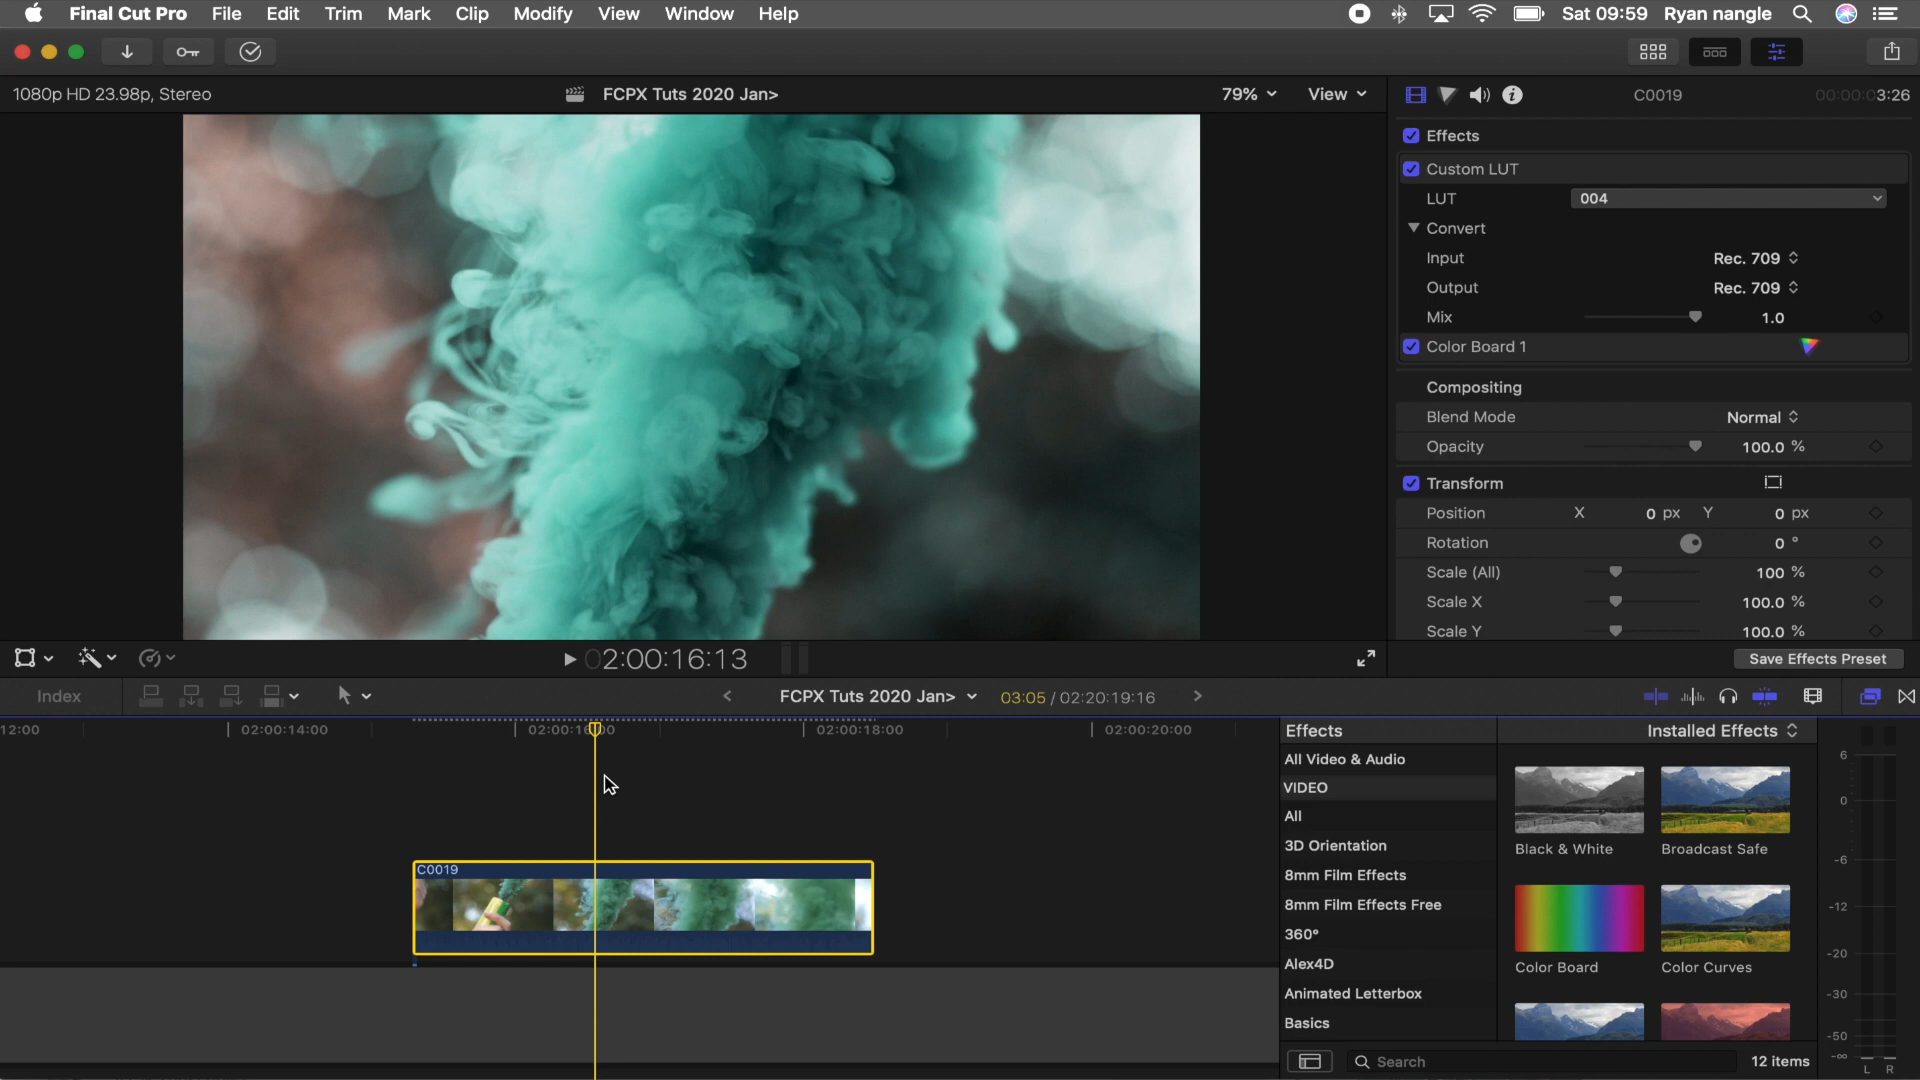 Final Cut Pro File Edit Trim Mark Clip Modify View Window Help Sat 09:59 Ryan nangle
1080p HD 23.98p, Stereo FCPX Tuts 2020 Jan> 79% View C0019 00:00:03:26
Effects
Custom LUT
LUT 004
Convert
Input Rec. 709
Output Rec. 709
Mix 1.0
Color Board 1
Compositing
Blend Mode Normal
Opacity 100.0 %
Transform
Position X 0 px Y 0 px
Rotation 0 °
Scale (All) 100 %
Scale X 100.0 %
Scale Y 100.0 %
02:00:16:13
Save Effects Preset
Index FCPX Tuts 2020 Jan> 03:05 / 02:20:19:16
12:00 02:00:14:00 02:00:16:00 02:00:18:00 02:00:20:00
C0019
Effects Installed Effects
All Video & Audio
VIDEO
All
3D Orientation
8mm Film Effects
8mm Film Effects Free
360°
Alex4D
Animated Letterbox
Basics
Black & White Broadcast Safe
Color Board Color Curves
Search 12 items
6
0
-6
-12
-20
-30
-50
-∞
L R